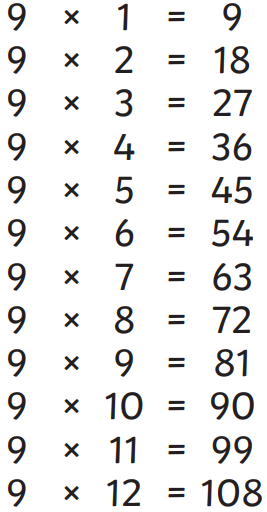 9 × 1 = 9
9 × 2 = 18
9 × 3 = 27
9 × 4 = 36
9 × 5 = 45
9 × 6 = 54
9 × 7 = 63
9 × 8 = 72
9 × 9 = 81
9 × 10 = 90
9 × 11 = 99
9 × 12 = 108